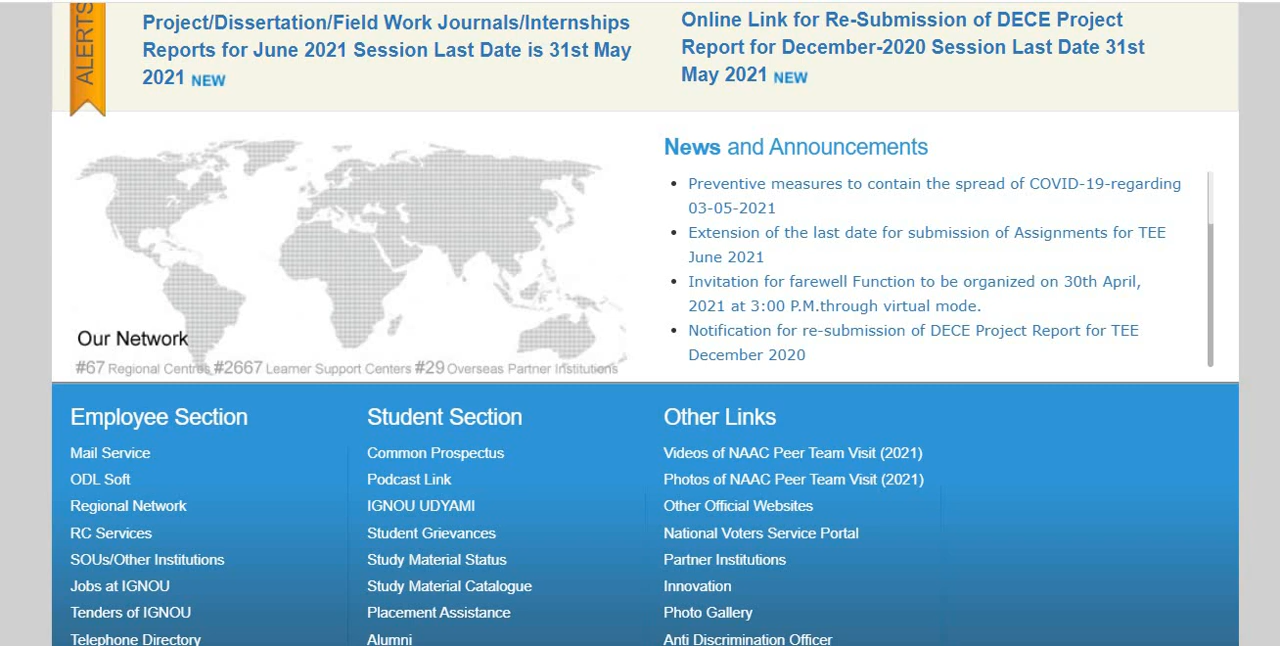 ALERTS
Project/Dissertation/Field Work Journals/Internships
Reports for June 2021 Session Last Date is 31st May
2021 NEW
Online Link for Re-Submission of DECE Project
Report for December-2020 Session Last Date 31st
May 2021 NEW
Our Network
#67 Regional Centres #2667 Learner Support Centers #29 Overseas Partner Institutions
News and Announcements
• Preventive measures to contain the spread of COVID-19-regarding
03-05-2021
• Extension of the last date for submission of Assignments for TEE
June 2021
• Invitation for farewell Function to be organized on 30th April,
2021 at 3:00 P.M.through virtual mode.
• Notification for re-submission of DECE Project Report for TEE
December 2020
Employee Section
Mail Service
ODL Soft
Regional Network
RC Services
SOUs/Other Institutions
Jobs at IGNOU
Tenders of IGNOU
Telephone Directory
Student Section
Common Prospectus
Podcast Link
IGNOU UDYAMI
Student Grievances
Study Material Status
Study Material Catalogue
Placement Assistance
Alumni
Other Links
Videos of NAAC Peer Team Visit (2021)
Photos of NAAC Peer Team Visit (2021)
Other Official Websites
National Voters Service Portal
Partner Institutions
Innovation
Photo Gallery
Anti Discrimination Officer